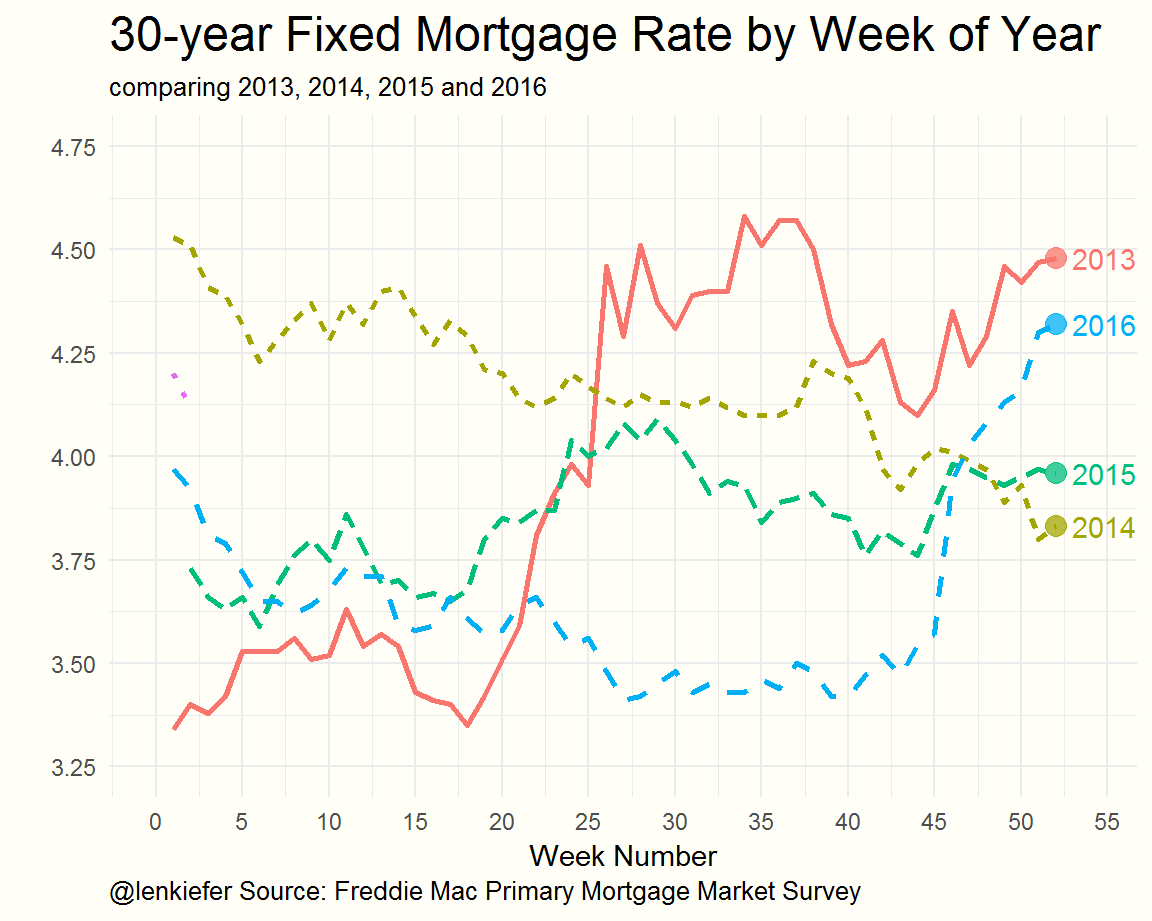 30-year Fixed Mortgage Rate by Week of Year
comparing 2013, 2014, 2015 and 2016
4.75
4.50
4.25
4.00
3.75
3.50
3.25
2013
2016
2015
2014
0 5 10 15 20 25 30 35 40 45 50 55
Week Number
@lenkiefer Source: Freddie Mac Primary Mortgage Market Survey